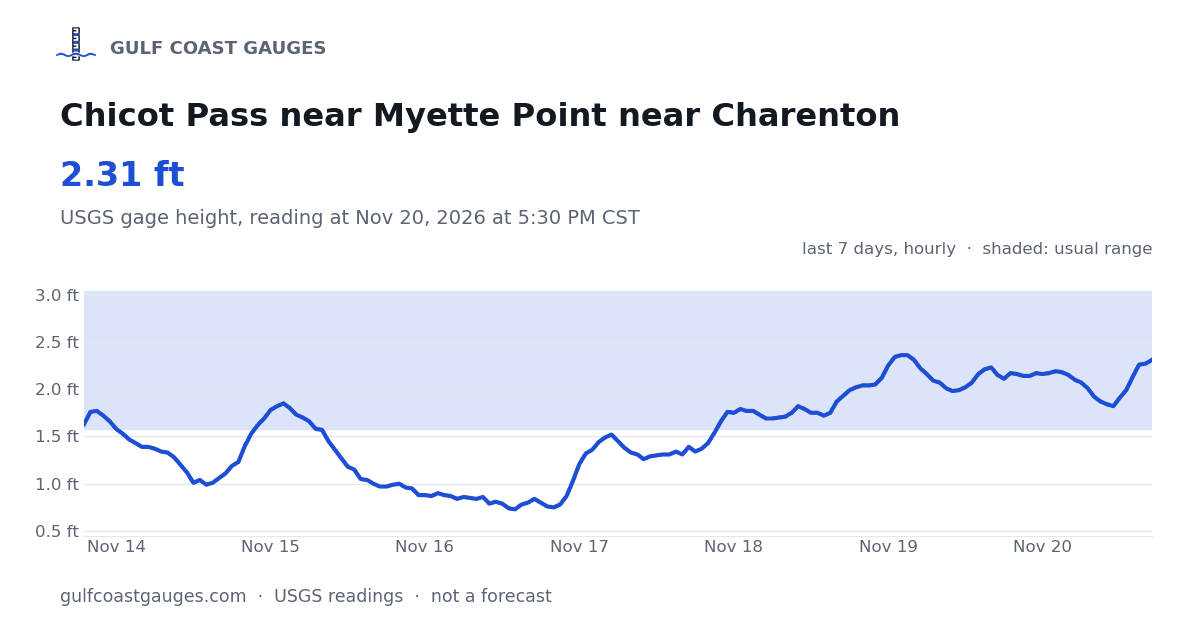 GULF COAST GAUGES
Chicot Pass near Myette Point near Charenton
2.31 ft
USGS gage height, reading at Nov 20, 2026 at 5:30 PM CST
last 7 days, hourly · shaded: usual range
3.0 ft
2.5 ft
2.0 ft
1.5 ft
1.0 ft
0.5 ft
Nov 14 Nov 15 Nov 16 Nov 17 Nov 18 Nov 19 Nov 20
gulfcoastgauges.com · USGS readings · not a forecast